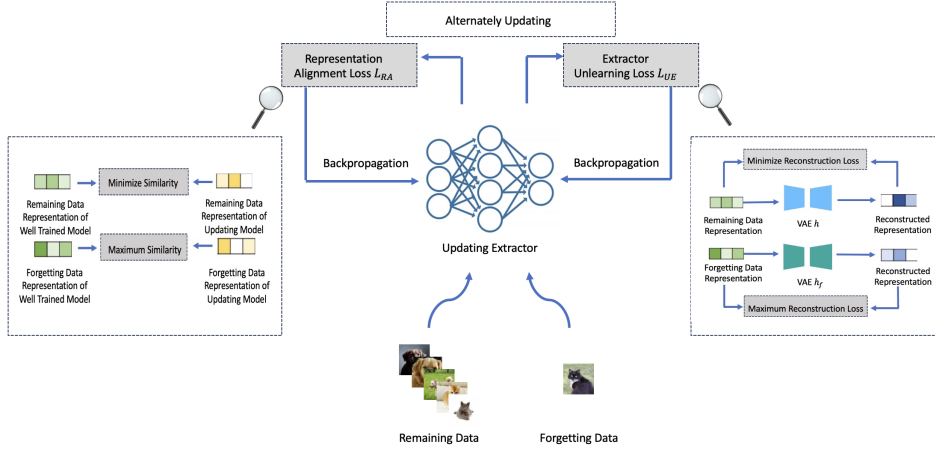 Alternately Updating
Representation
Alignment Loss L_RA
Extractor
Unlearning Loss L_UE
Backpropagation
Backpropagation
Updating Extractor
Minimize Similarity
Remaining Data
Representation of
Well Trained Model
Remaining Data
Representation
of Updating Model
Maximum Similarity
Forgetting Data
Representation
of Well Trained Model
Forgetting Data
Representation
of Updating Model
Minimize Reconstruction Loss
Remaining Data
Representation
VAE h
Reconstructed
Representation
Forgetting Data
Representation
VAE h_f
Reconstructed
Representation
Maximum Reconstruction Loss
Remaining Data
Forgetting Data